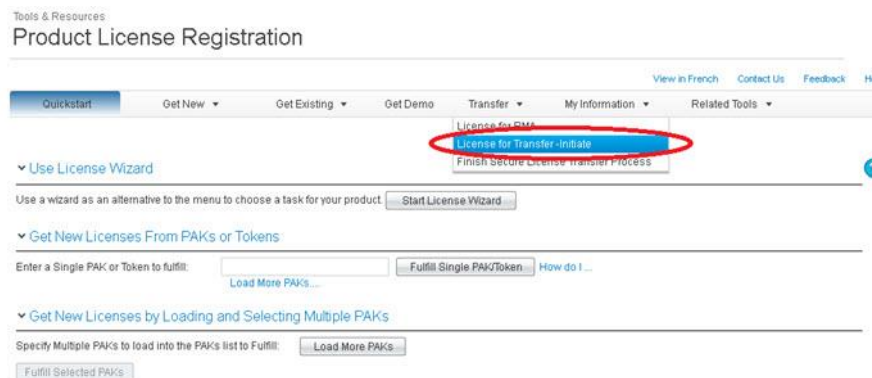 Tools & Resources
Product License Registration
View in French Contact Us Feedback
Quickstart Get New Get Existing Get Demo Transfer My Information Related Tools
License for RMA
License for Transfer -Initiate
Finish Secure License Transfer Process
Use License Wizard
Use a wizard as an alternative to the menu to choose a task for your product. Start License Wizard
Get New Licenses From PAKs or Tokens
Enter a Single PAK or Token to fulfill: Fulfill Single PAK/Token How do I ...
Load More PAKs...
Get New Licenses by Loading and Selecting Multiple PAKs
Specify Multiple PAKs to load into the PAKs list to Fulfill: Load More PAKs
Fulfill Selected PAKs